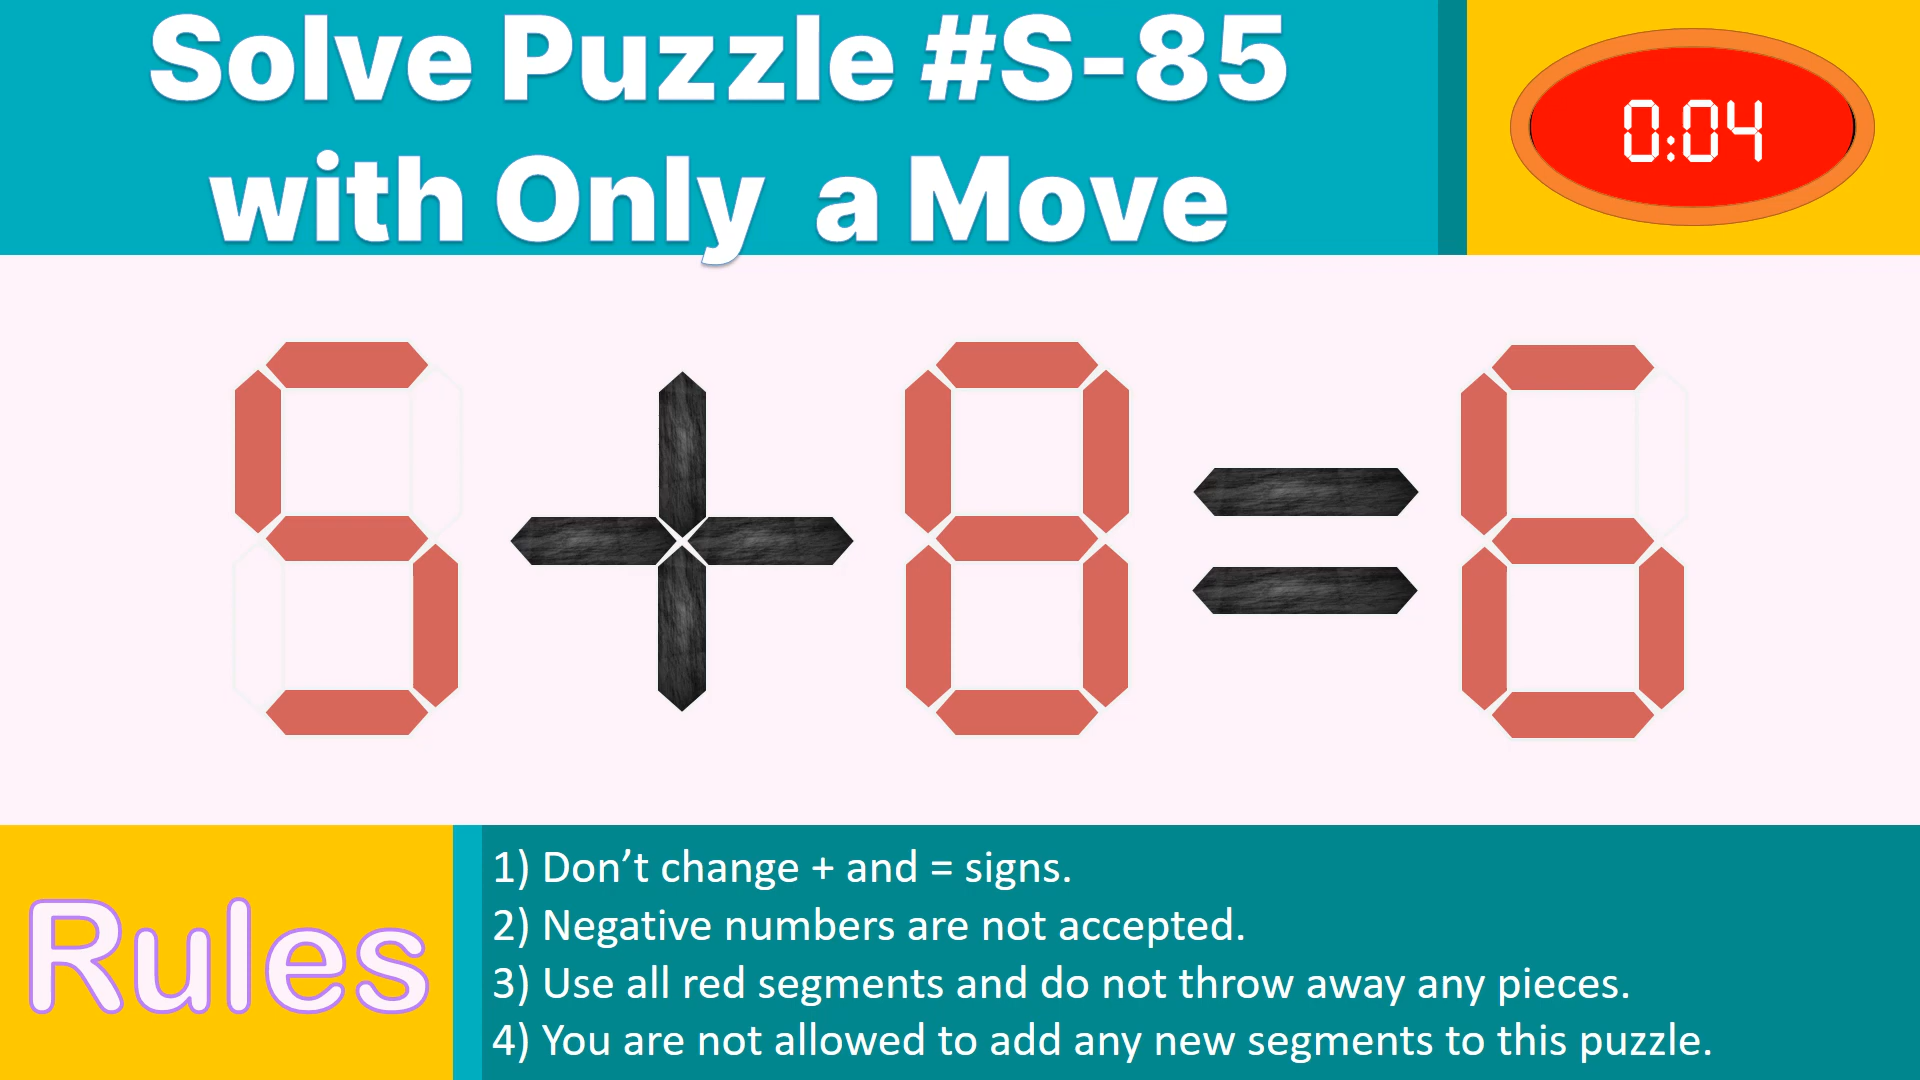 Solve Puzzle #S-85
with Only a Move
0:04
5 + 8 = 6
Rules
1) Don’t change + and = signs.
2) Negative numbers are not accepted.
3) Use all red segments and do not throw away any pieces.
4) You are not allowed to add any new segments to this puzzle.